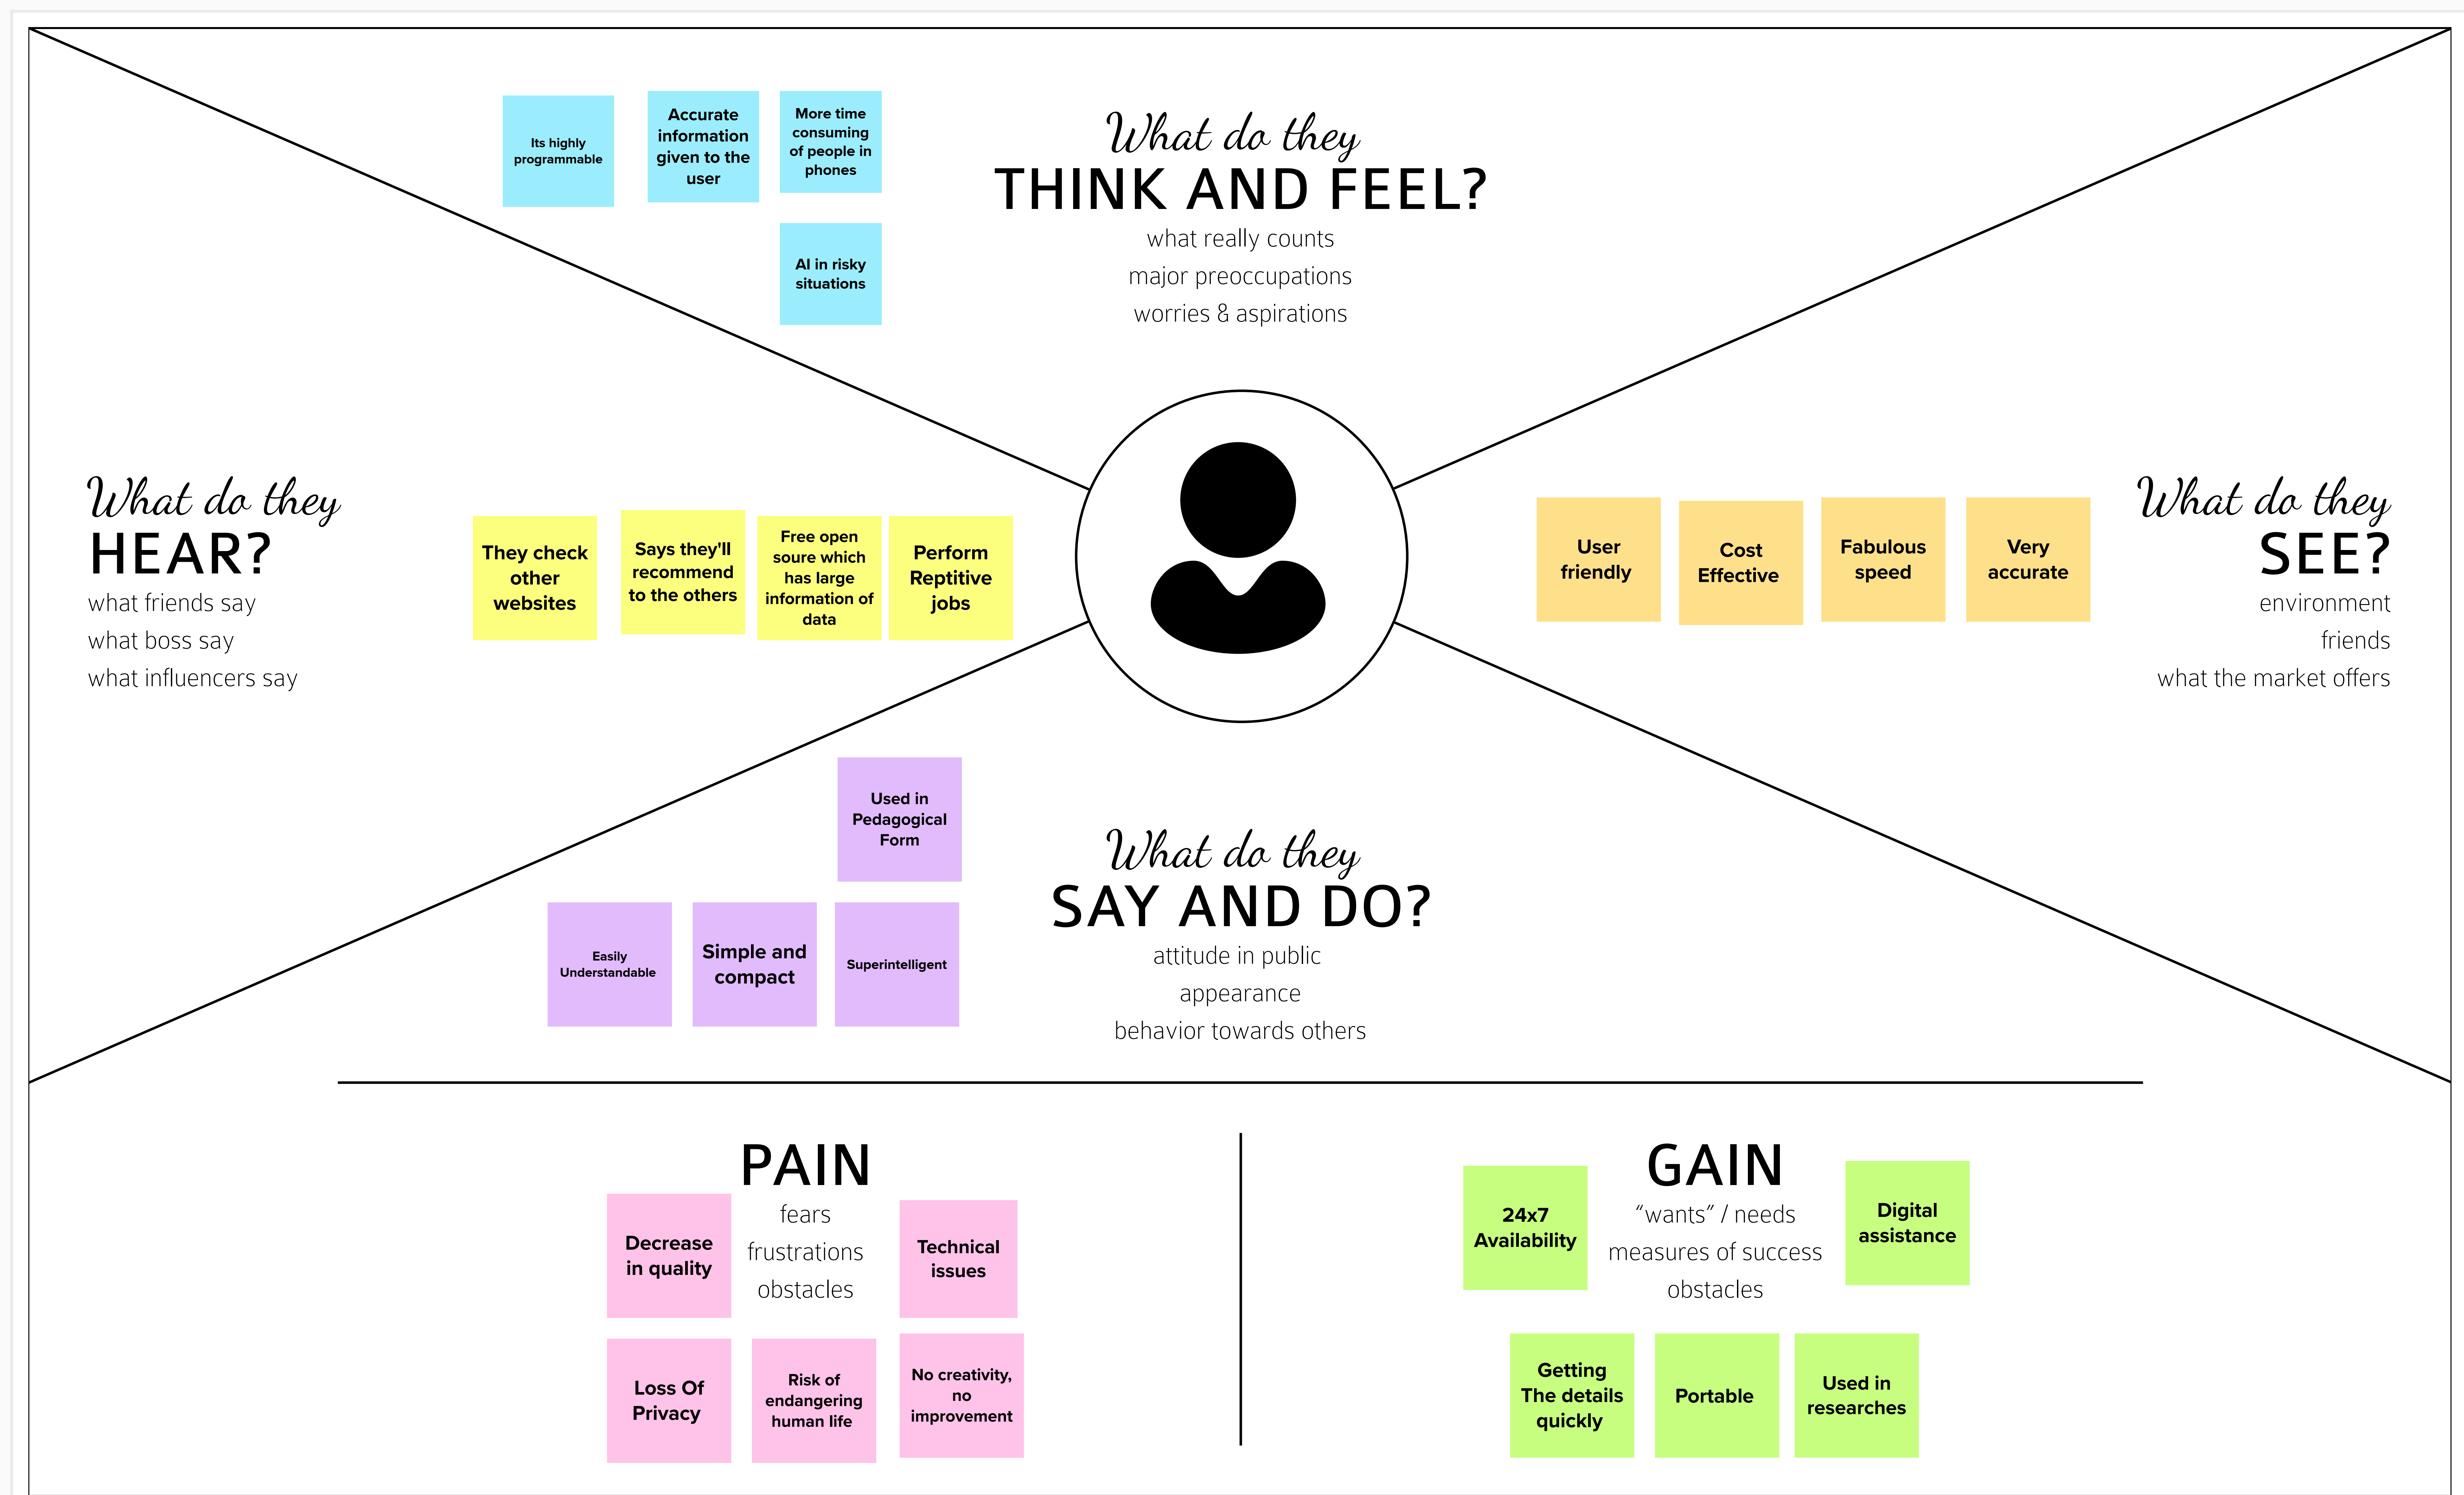 Its highly
programmable
Accurate
information
given to the
user
More time
consuming
of people in
phones
AI in risky
situations
What do they
THINK AND FEEL?
what really counts
major preoccupations
worries & aspirations
What do they
HEAR?
what friends say
what boss say
what influencers say
They check
other
websites
Says they'll
recommend
to the others
Free open
soure which
has large
information of
data
Perform
Reptitive
jobs
User
friendly
Cost
Effective
Fabulous
speed
Very
accurate
What do they
SEE?
environment
friends
what the market offers
Used in
Pedagogical
Form
Easily
Understandable
Simple and
compact
Superintelligent
What do they
SAY AND DO?
attitude in public
appearance
behavior towards others
PAIN
fears
frustrations
obstacles
Decrease
in quality
Technical
issues
Loss Of
Privacy
Risk of
endangering
human life
No creativity,
no
improvement
GAIN
“wants” / needs
measures of success
obstacles
24x7
Availability
Digital
assistance
Getting
The details
quickly
Portable
Used in
researches